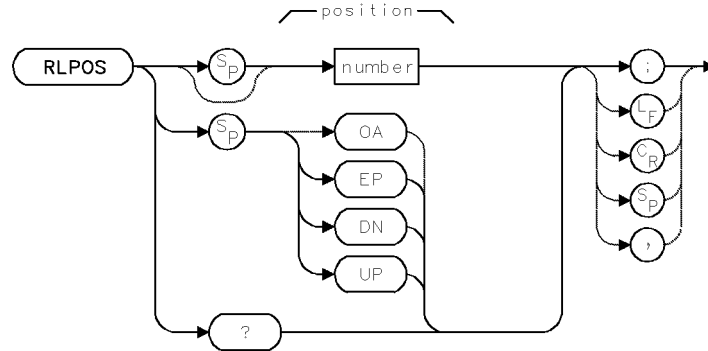 position
RLPOS SP number ;
SP OA LF
EP CR
DN SP
UP ,
?